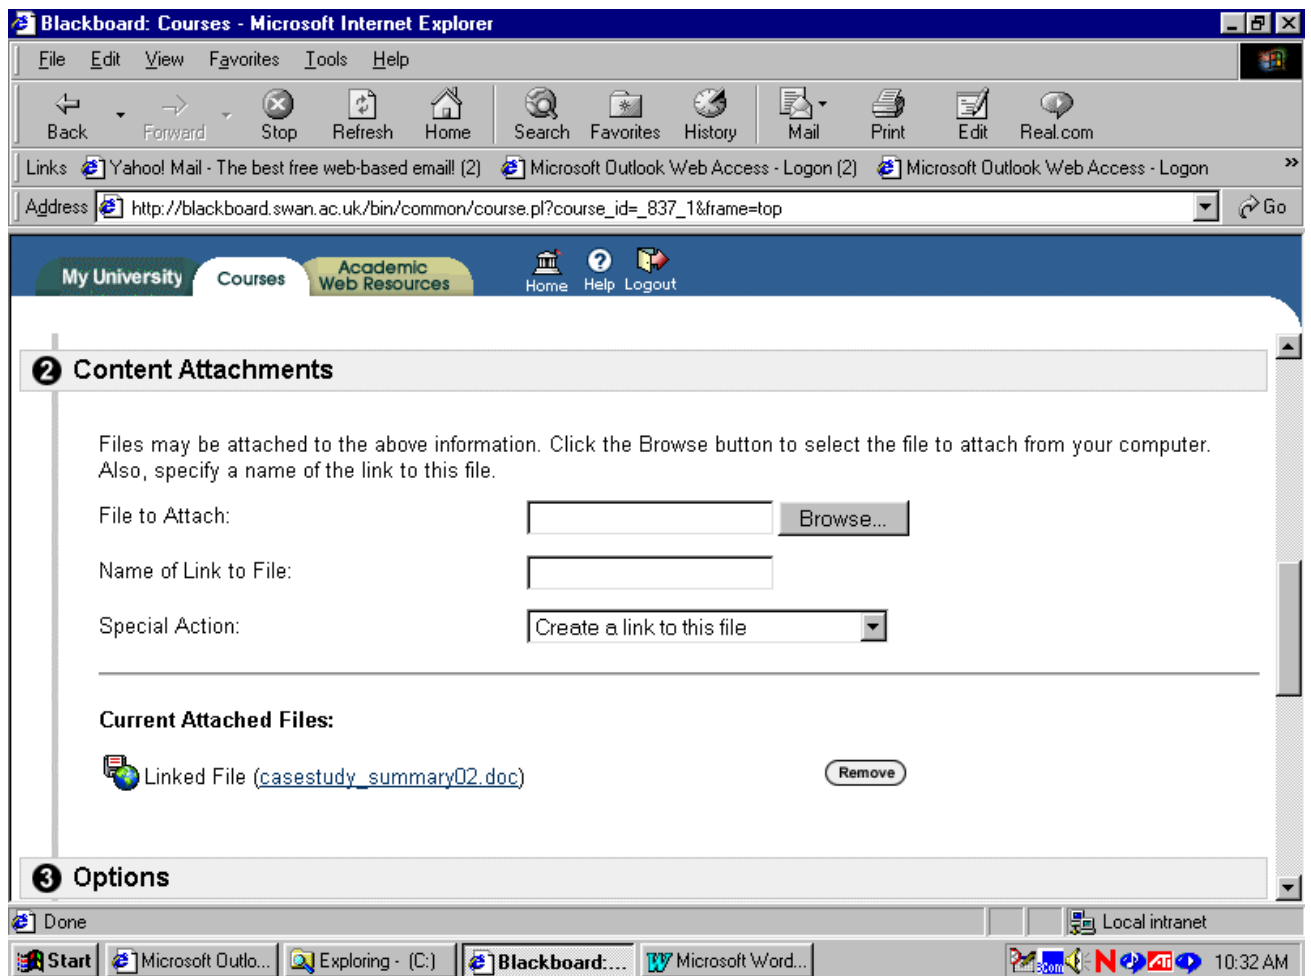 Blackboard: Courses - Microsoft Internet Explorer
File Edit View Favorites Tools Help
Back Forward Stop Refresh Home Search Favorites History Mail Print Edit Real.com
Links Yahoo! Mail - The best free web-based email! (2) Microsoft Outlook Web Access - Logon (2) Microsoft Outlook Web Access - Logon »
Address http://blackboard.swan.ac.uk/bin/common/course.pl?course_id=_837_1&frame=top Go
My University Courses Academic Web Resources Home Help Logout
2 Content Attachments
Files may be attached to the above information. Click the Browse button to select the file to attach from your computer.
Also, specify a name of the link to this file.
File to Attach: Browse...
Name of Link to File:
Special Action: Create a link to this file
Current Attached Files:
Linked File (casestudy_summary02.doc) Remove
3 Options
Done Local intranet
Start Microsoft Outlo... Exploring - (C:) Blackboard:... Microsoft Word... 3com N ATI 10:32 AM